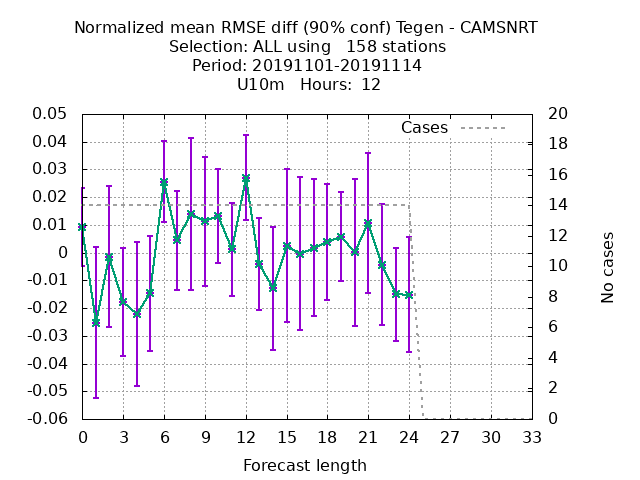 Normalized mean RMSE diff (90% conf) Tegen - CAMSNRT
Selection: ALL using   158 stations
Period: 20191101-20191114
U10m   Hours:  12
Cases
0.05
0.04
0.03
0.02
0.01
0
-0.01
-0.02
-0.03
-0.04
-0.05
-0.06
20
18
16
14
12
10
8
6
4
2
0
No cases
0 3 6 9 12 15 18 21 24 27 30 33
Forecast length